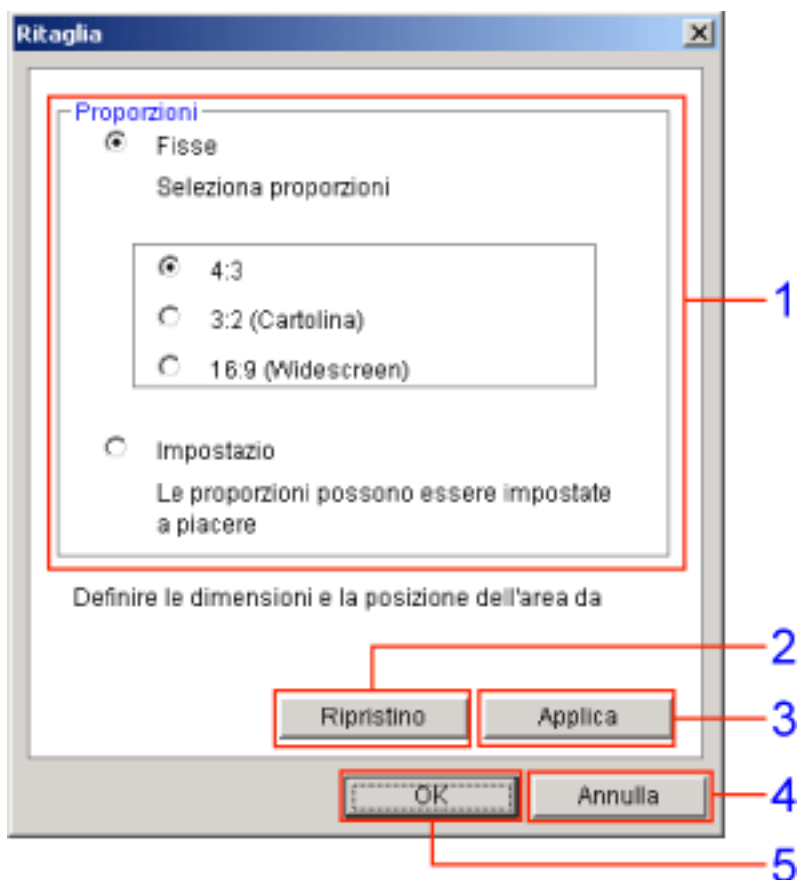 Ritaglia
Proporzioni
Fisse
Seleziona proporzioni
4:3
3:2 (Cartolina)
16:9 (Widescreen)
1
Impostazio
Le proporzioni possono essere impostate
a piacere
Definire le dimensioni e la posizione dell'area da
2
Ripristino
Applica
3
OK
Annulla
4
5